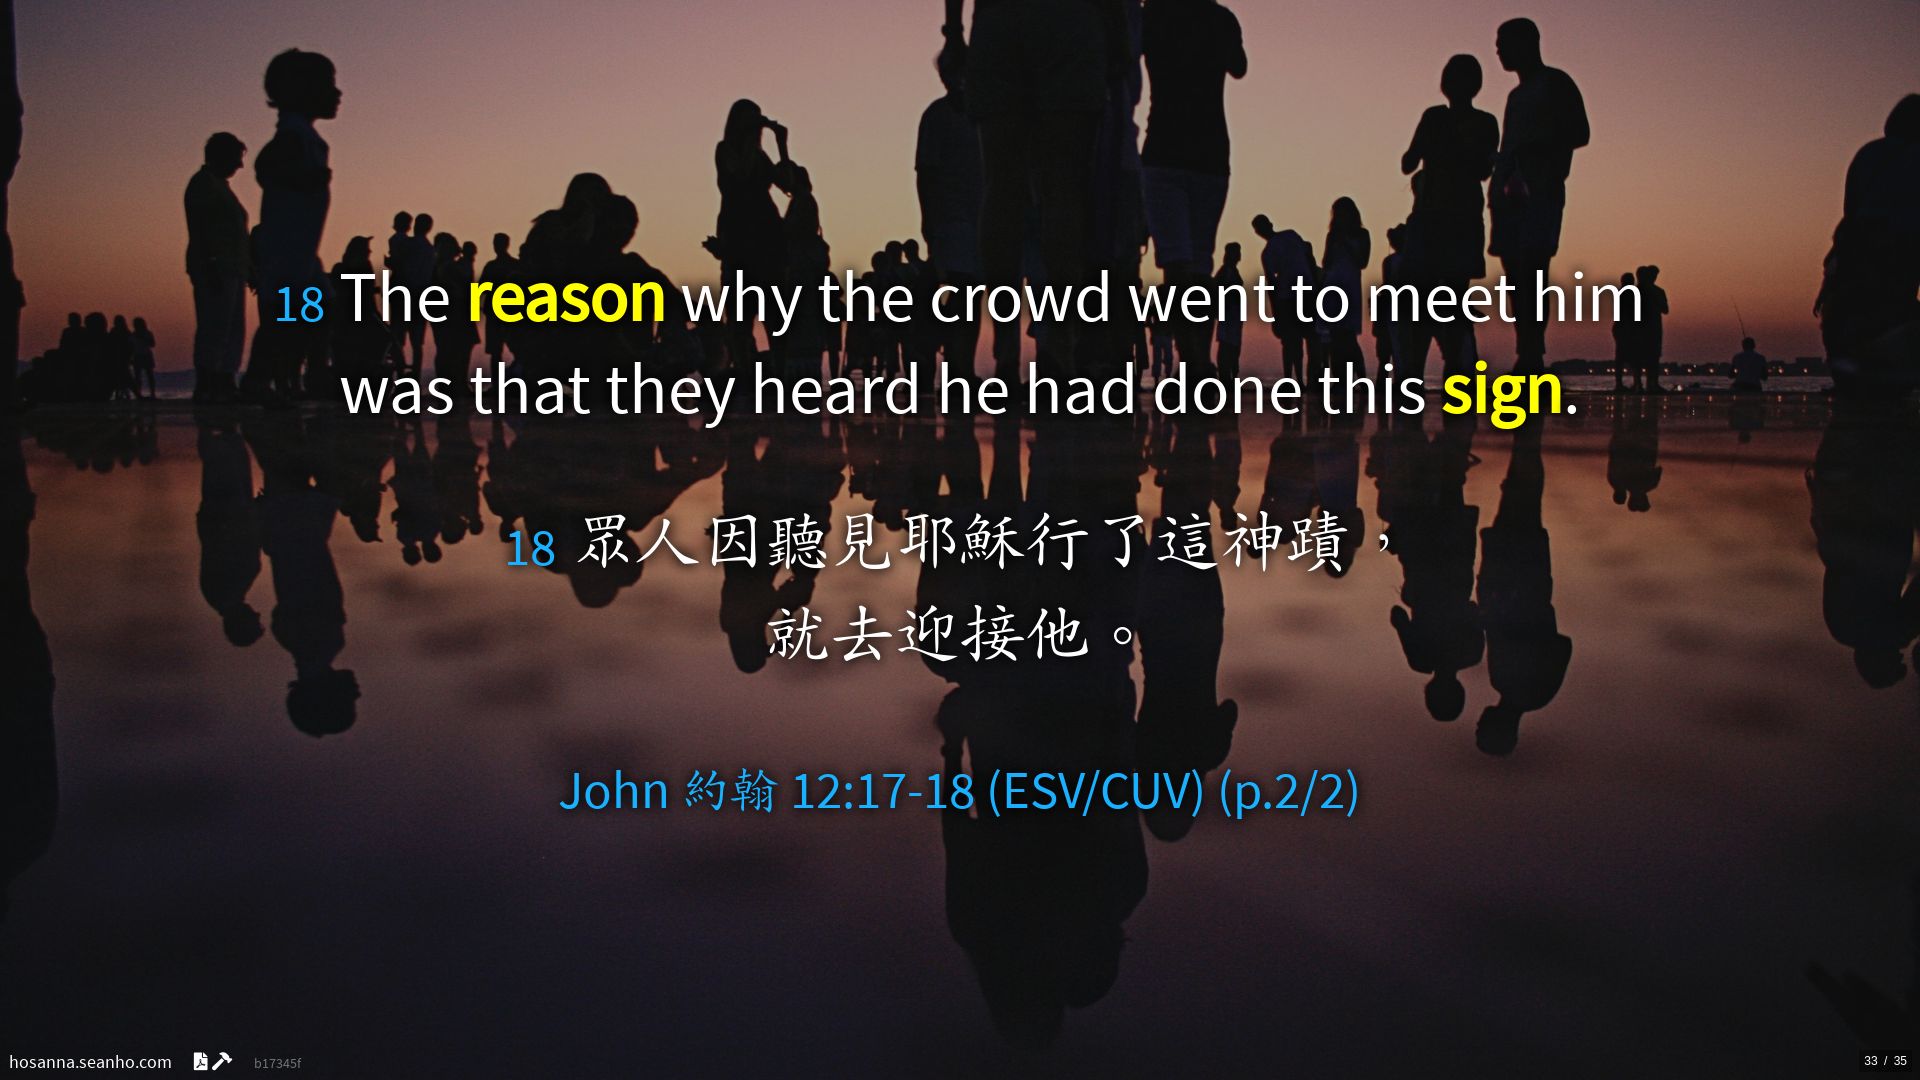 18 The reason why the crowd went to meet him
was that they heard he had done this sign.
18 眾人因聽見耶穌行了這神蹟，
就去迎接他。
John 約翰 12:17-18 (ESV/CUV) (p.2/2)
hosanna.seanho.com b17345f
33 / 35